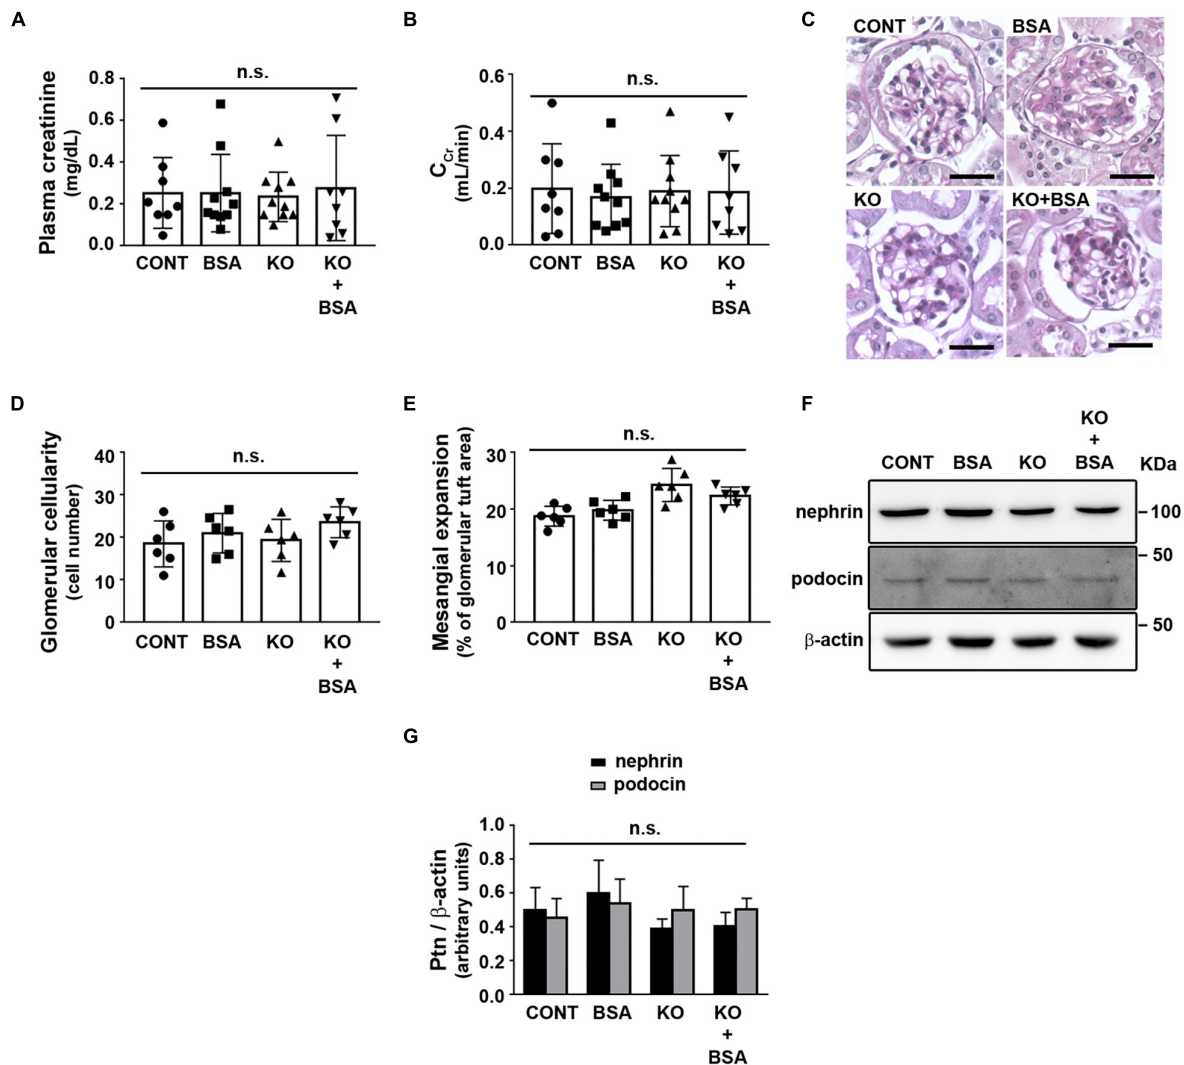 A
Plasma creatinine
(mg/dL)
0.8
0.6
0.4
0.2
0.0
n.s.
CONT BSA KO KO
+
BSA
B
C_Cr
(mL/min)
0.6
0.4
0.2
0.0
n.s.
CONT BSA KO KO
+
BSA
C
CONT
BSA
KO
KO+BSA
D
Glomerular cellularity
(cell number)
40
30
20
10
0
n.s.
CONT BSA KO KO
+
BSA
E
Mesangial expansion
(% of glomerular tuft area)
30
20
10
0
n.s.
CONT BSA KO KO
+
BSA
F
KO
+
CONT BSA KO BSA KDa
nephrin
100
50
podocin
50
β-actin
G
nephrin
podocin
Ptn / β-actin
(arbitrary units)
1.0
0.8
0.6
0.4
0.2
0.0
n.s.
CONT BSA KO KO
+
BSA